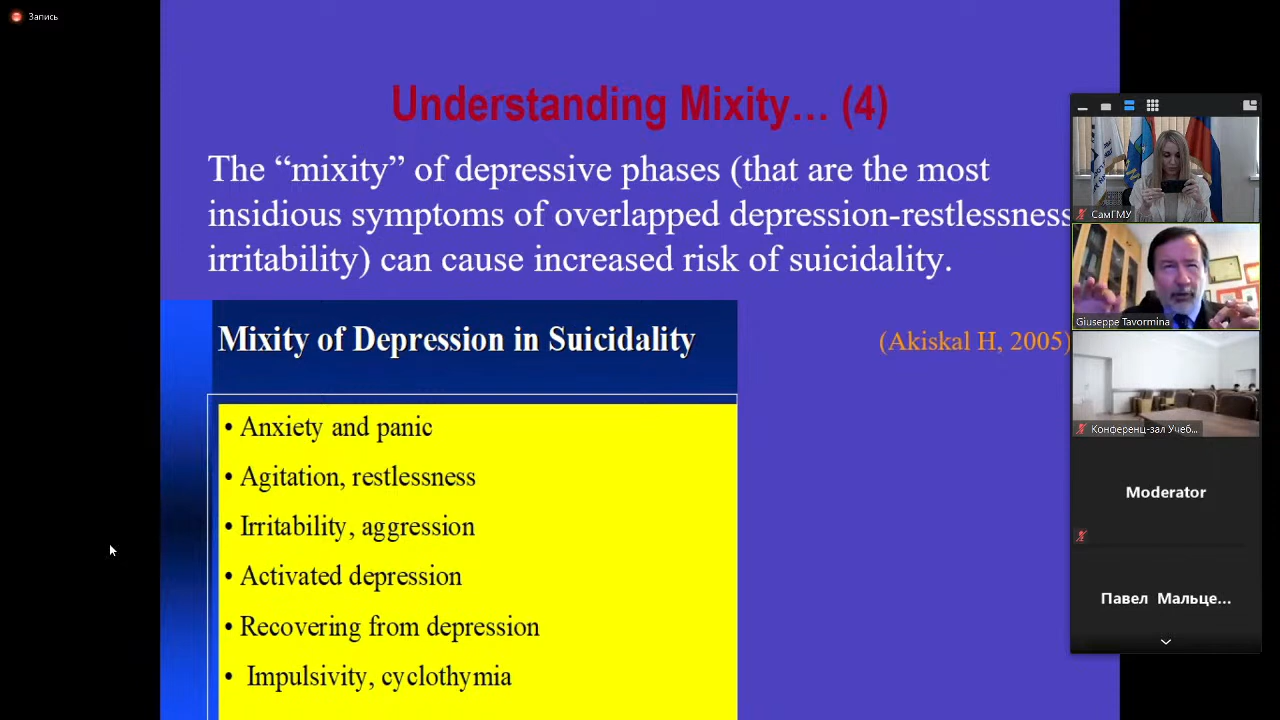 Запись
Understanding Mixity… (4)
The “mixity” of depressive phases (that are the most
insidious symptoms of overlapped depression-restlessness
irritability) can cause increased risk of suicidality.
Mixity of Depression in Suicidality
(Akiskal H, 2005)
• Anxiety and panic
• Agitation, restlessness
• Irritability, aggression
• Activated depression
• Recovering from depression
• Impulsivity, cyclothymia
СамГМУ
Giuseppe Tavormina
Конференц-зал Учеб...
Moderator
Павел Мальце...